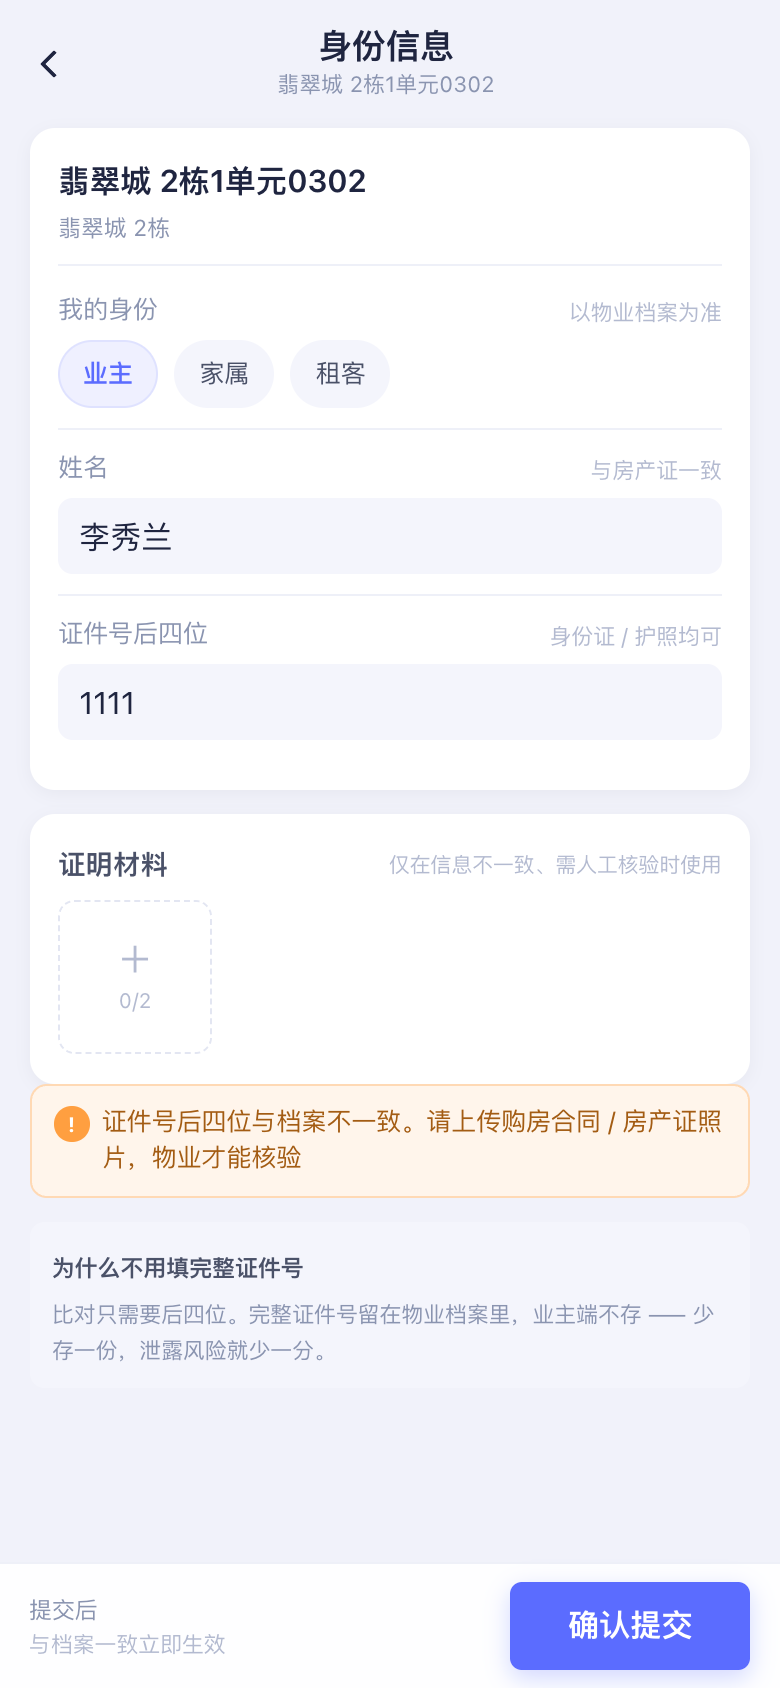 身份信息
翡翠城 2栋1单元0302
翡翠城 2栋1单元0302
翡翠城 2栋
我的身份
以物业档案为准
业主
家属
租客
姓名
与房产证一致
李秀兰
证件号后四位
身份证 / 护照均可
1111
证明材料
仅在信息不一致、需人工核验时使用
0/2
证件号后四位与档案不一致。请上传购房合同 / 房产证照
片，物业才能核验
为什么不用填完整证件号
比对只需要后四位。完整证件号留在物业档案里，业主端不存 —— 少
存一份，泄露风险就少一分。
提交后
与档案一致立即生效
确认提交